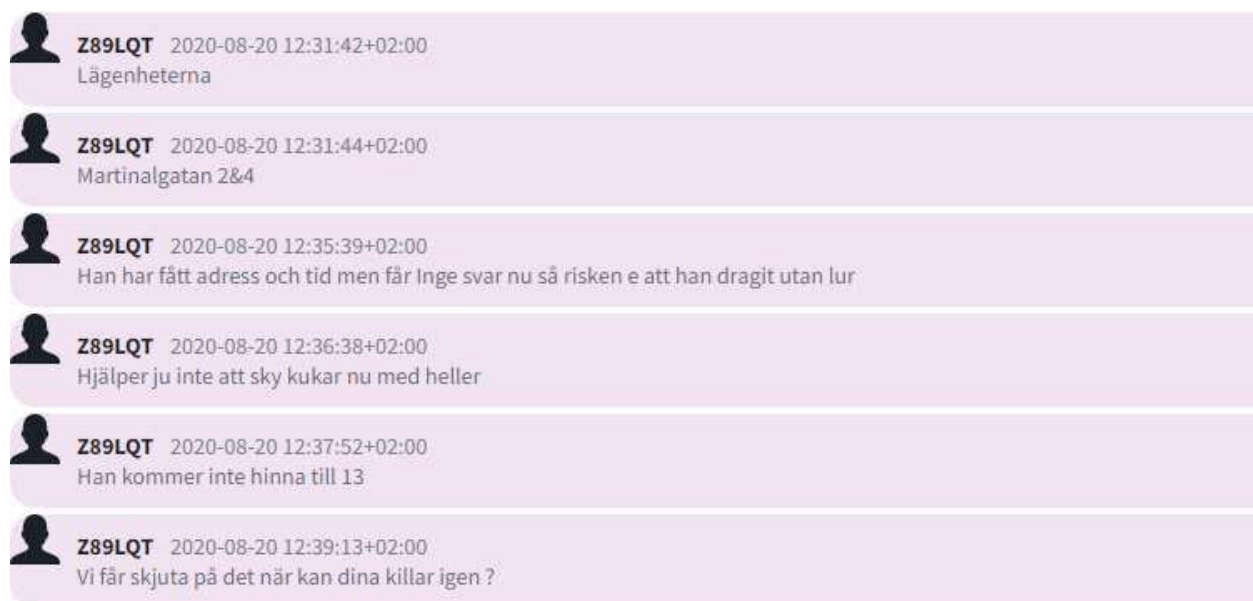 Z89LQT 2020-08-20 12:31:42+02:00
Lägenheterna
Z89LQT 2020-08-20 12:31:44+02:00
Martinalgatan 2&4
Z89LQT 2020-08-20 12:35:39+02:00
Han har fått adress och tid men får Inge svar nu så risken e att han dragit utan lur
Z89LQT 2020-08-20 12:36:38+02:00
Hjälper ju inte att sky kukar nu med heller
Z89LQT 2020-08-20 12:37:52+02:00
Han kommer inte hinna till 13
Z89LQT 2020-08-20 12:39:13+02:00
Vi får skjuta på det när kan dina killar igen ?